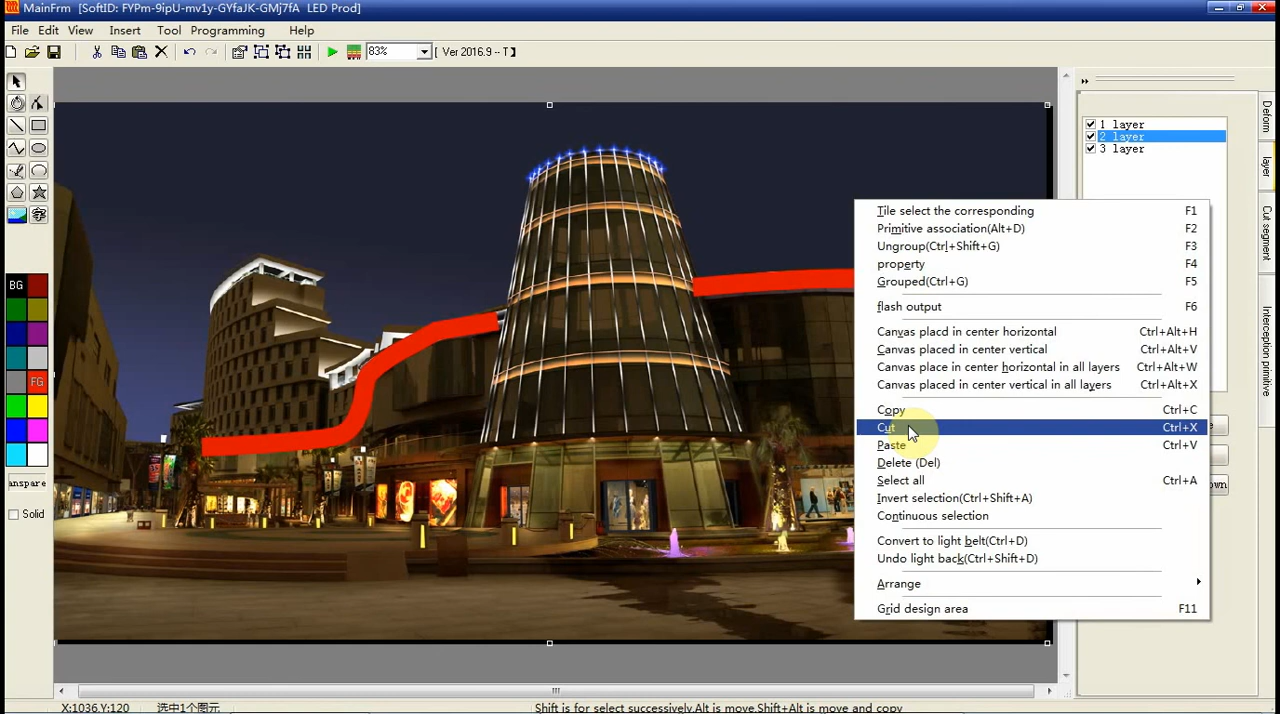 MainFrm [SoftID: FYPm-9ipU-mv1y-GYfaJK-GMj7fA LED Prod]
File Edit View Insert Tool Programming Help
83% [ Ver 2016.9 -- T ]
1 layer
2 layer
3 layer
Deform
layer
Cut segment
Interception primitive
BG
FG
anspare
Solid
Tile select the corresponding F1
Primitive association(Alt+D) F2
Ungroup(Ctrl+Shift+G) F3
property F4
Grouped(Ctrl+G) F5
flash output F6
Canvas placd in center horizontal Ctrl+Alt+H
Canvas placed in center vertical Ctrl+Alt+V
Canvas place in center horizontal in all layers Ctrl+Alt+W
Canvas placed in center vertical in all layers Ctrl+Alt+X
Copy Ctrl+C
Cut Ctrl+X
Paste Ctrl+V
Delete (Del)
Select all Ctrl+A
Invert selection(Ctrl+Shift+A)
Continuous selection
Convert to light belt(Ctrl+D)
Undo light back(Ctrl+Shift+D)
Arrange
Grid design area F11
X:1036,Y:120 选中1个图元 Shift is for select successively,Alt is move,Shift+Alt is move and copy